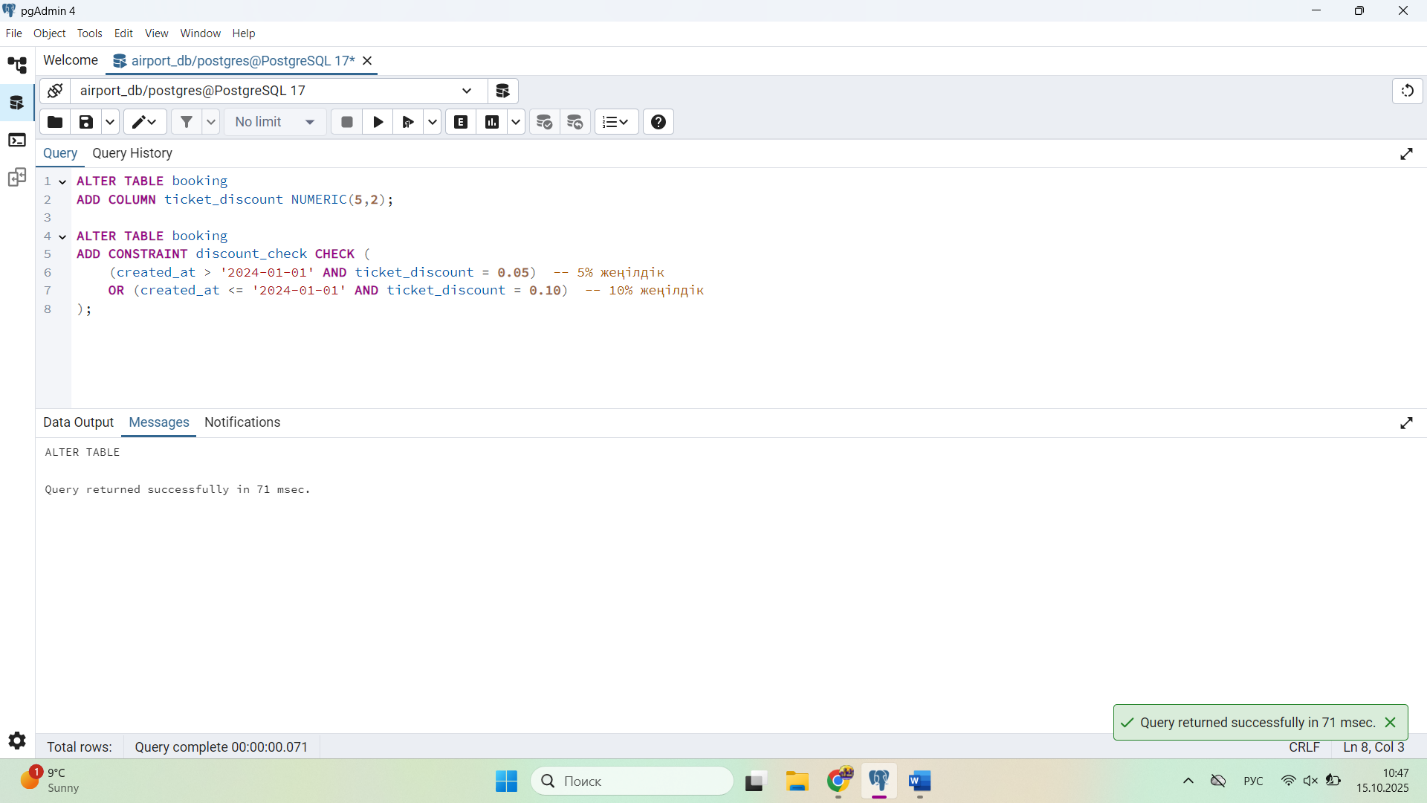 pgAdmin 4
File Object Tools Edit View Window Help
Welcome airport_db/postgres@PostgreSQL 17*
airport_db/postgres@PostgreSQL 17
No limit E
Query Query History
1 ALTER TABLE booking
2 ADD COLUMN ticket_discount NUMERIC(5,2);
3
4 ALTER TABLE booking
5 ADD CONSTRAINT discount_check CHECK (
6 (created_at > '2024-01-01' AND ticket_discount = 0.05) -- 5% жеңілдік
7 OR (created_at <= '2024-01-01' AND ticket_discount = 0.10) -- 10% жеңілдік
8 );
Data Output Messages Notifications
ALTER TABLE
Query returned successfully in 71 msec.
Query returned successfully in 71 msec.
Total rows: Query complete 00:00:00.071 CRLF Ln 8, Col 3
1 9°C
Sunny
Поиск
РУС
10:47
15.10.2025